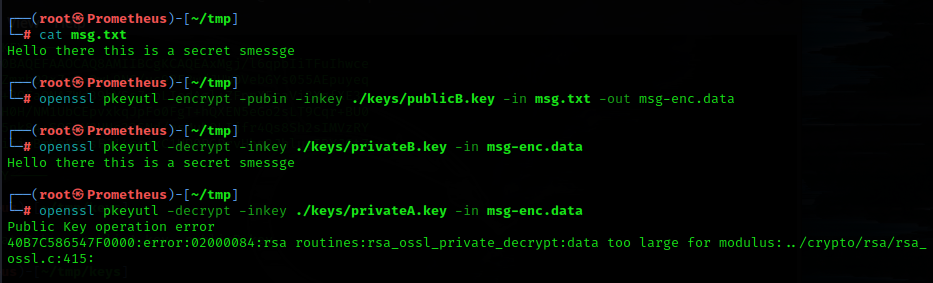 ┌──(root㉿Prometheus)-[~/tmp]
└─# cat msg.txt
Hello there this is a secret smessge
┌──(root㉿Prometheus)-[~/tmp]
└─# openssl pkeyutl -encrypt -pubin -inkey ./keys/publicB.key -in msg.txt -out msg-enc.data
┌──(root㉿Prometheus)-[~/tmp]
└─# openssl pkeyutl -decrypt -inkey ./keys/privateB.key -in msg-enc.data
Hello there this is a secret smessge
┌──(root㉿Prometheus)-[~/tmp]
└─# openssl pkeyutl -decrypt -inkey ./keys/privateA.key -in msg-enc.data
Public Key operation error
40B7C586547F0000:error:02000084:rsa routines:rsa_ossl_private_decrypt:data too large for modulus:../crypto/rsa/rsa_
ossl.c:415: